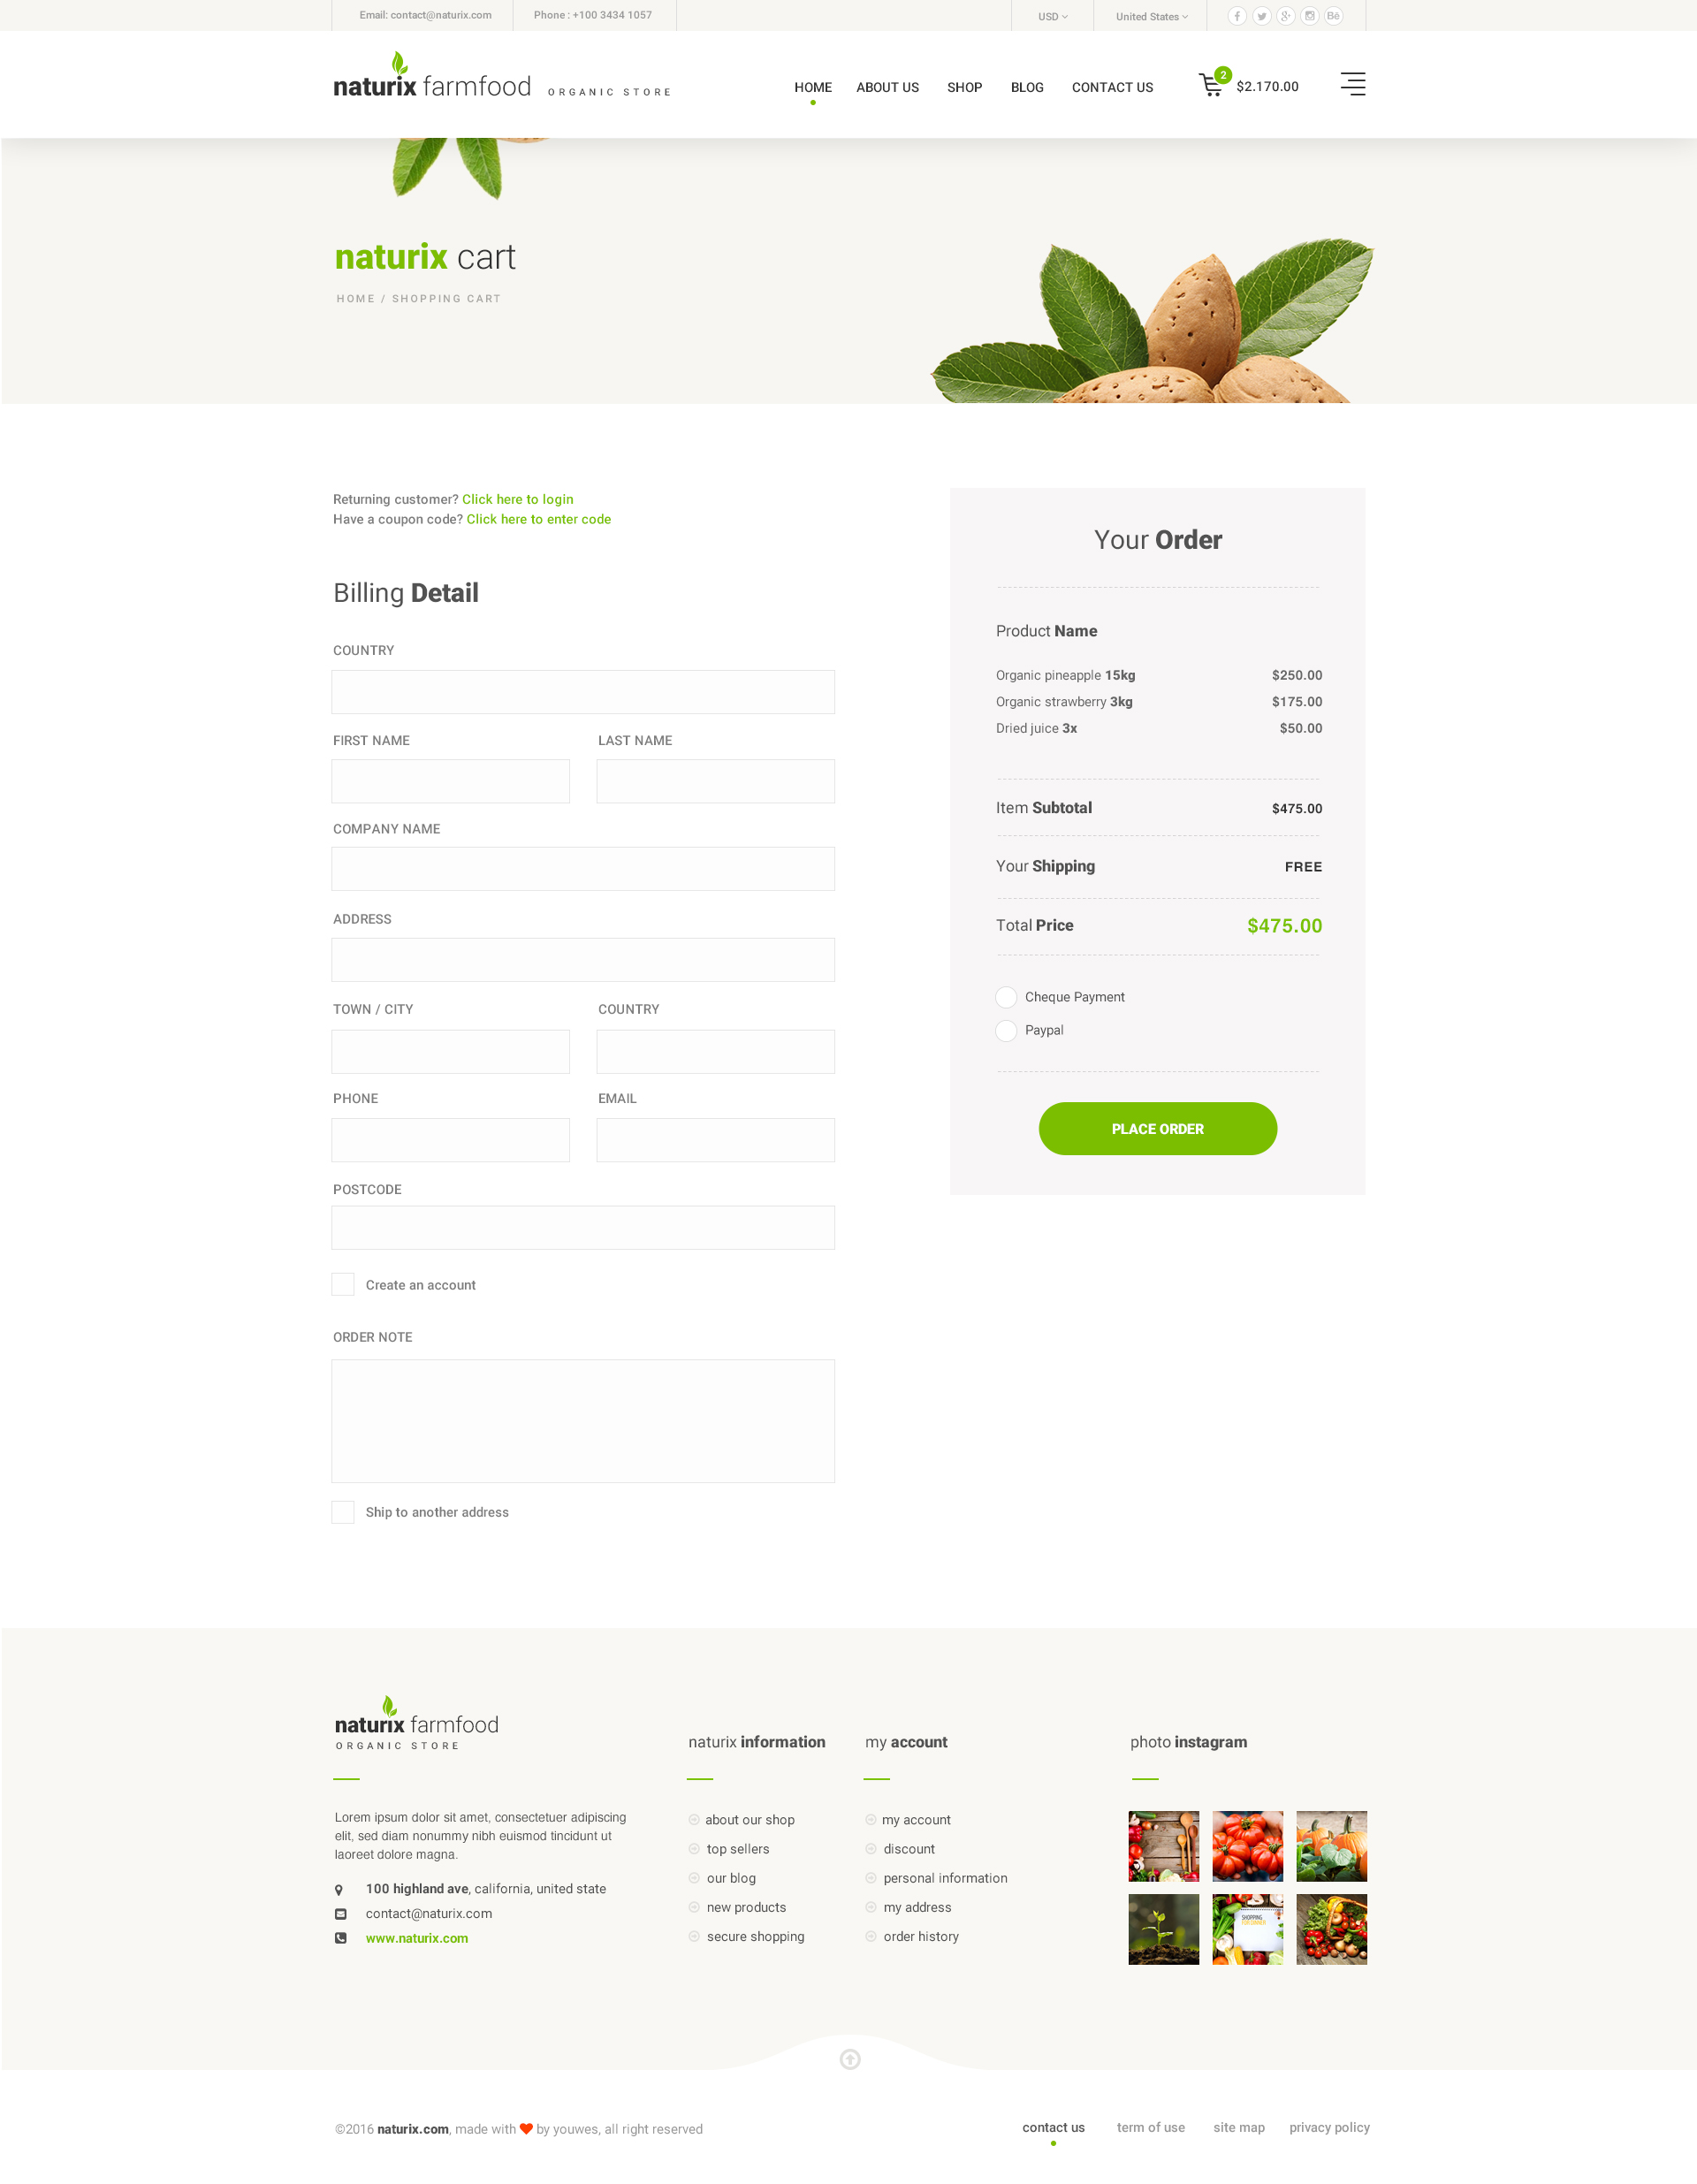 Email: contact@naturix.com
Phone : +100 3434 1057
USD
United States
Bē
naturix farmfood ORGANIC STORE
HOME
ABOUT US
SHOP
BLOG
CONTACT US
2
$2.170.00
naturix cart
HOME / SHOPPING CART
Returning customer? Click here to login
Have a coupon code? Click here to enter code
Billing Detail
COUNTRY
FIRST NAME
LAST NAME
COMPANY NAME
ADDRESS
TOWN / CITY
COUNTRY
PHONE
EMAIL
POSTCODE
Create an account
ORDER NOTE
Ship to another address
Your Order
Product Name
Organic pineapple 15kg $250.00
Organic strawberry 3kg $175.00
Dried juice 3x $50.00
Item Subtotal $475.00
Your Shipping FREE
Total Price $475.00
Cheque Payment
Paypal
PLACE ORDER
naturix farmfood
ORGANIC STORE
Lorem ipsum dolor sit amet, consectetuer adipiscing
elit, sed diam nonummy nibh euismod tincidunt ut
laoreet dolore magna.
100 highland ave, california, united state
contact@naturix.com
www.naturix.com
naturix information
about our shop
top sellers
our blog
new products
secure shopping
my account
my account
discount
personal information
my address
order history
photo instagram
SHOPPING
FOR DINNER
©2016 naturix.com, made with ❤ by youwes, all right reserved
contact us
term of use
site map
privacy policy